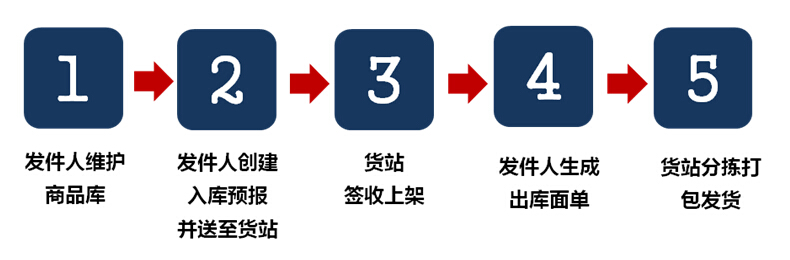 1
2
3
4
5
发件人维护
商品库
发件人创建
入库预报
并送至货站
货站
签收上架
发件人生成
出库面单
货站分拣打
包发货